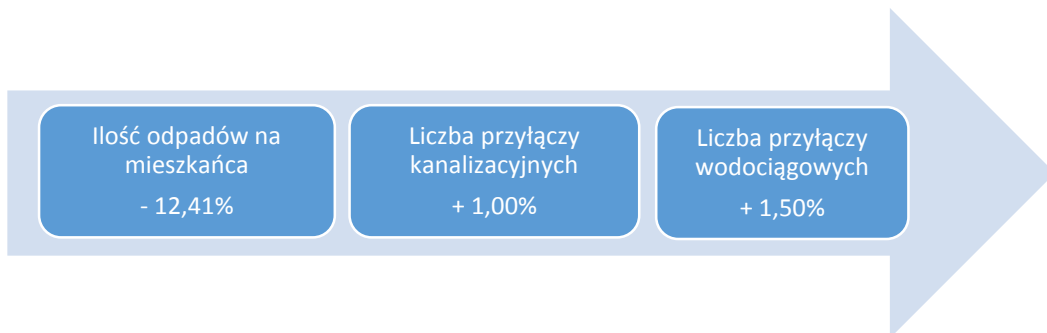 Ilość odpadów na
mieszkańca
- 12,41%
Liczba przyłączy
kanalizacyjnych
+ 1,00%
Liczba przyłączy
wodociągowych
+ 1,50%